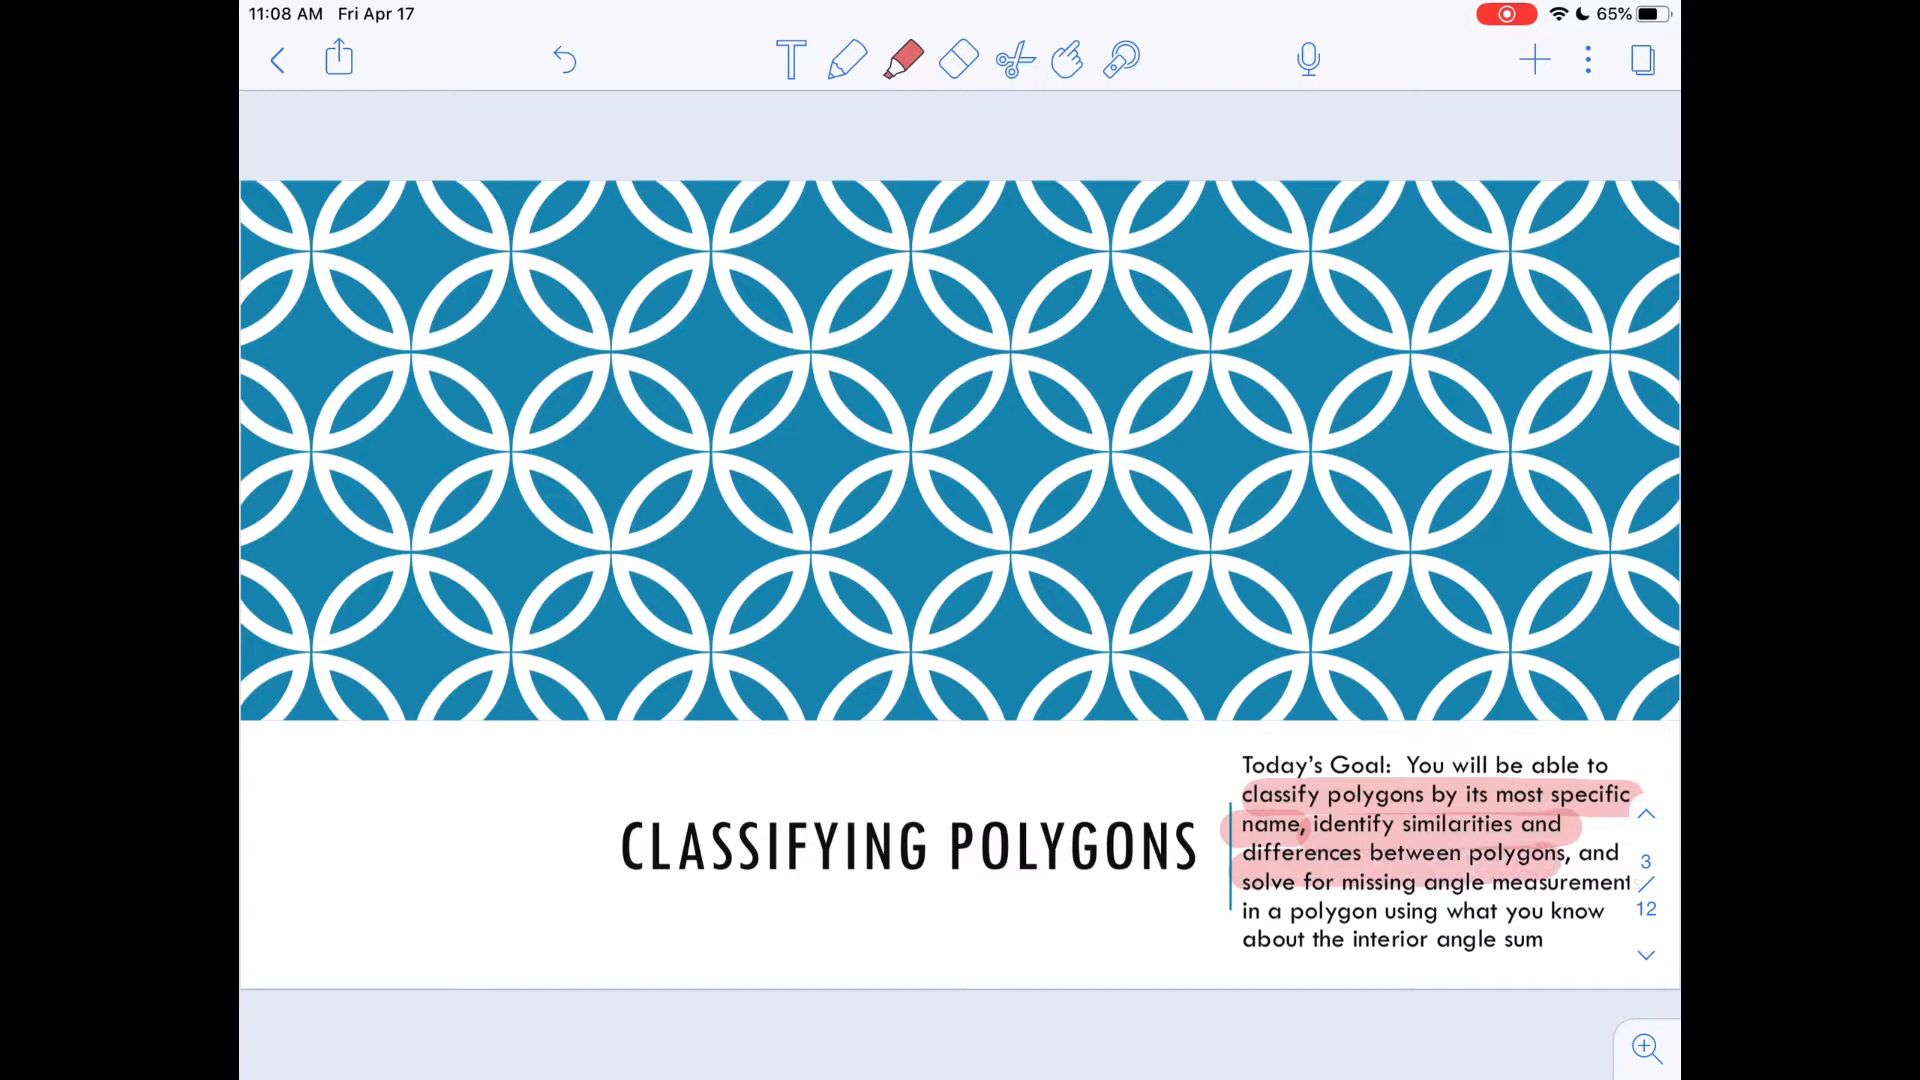 11:08 AM Fri Apr 17
65%
T
CLASSIFYING POLYGONS
Today's Goal: You will be able to
classify polygons by its most specific
name, identify similarities and
differences between polygons, and
solve for missing angle measurements
in a polygon using what you know
about the interior angle sum
3
/
12